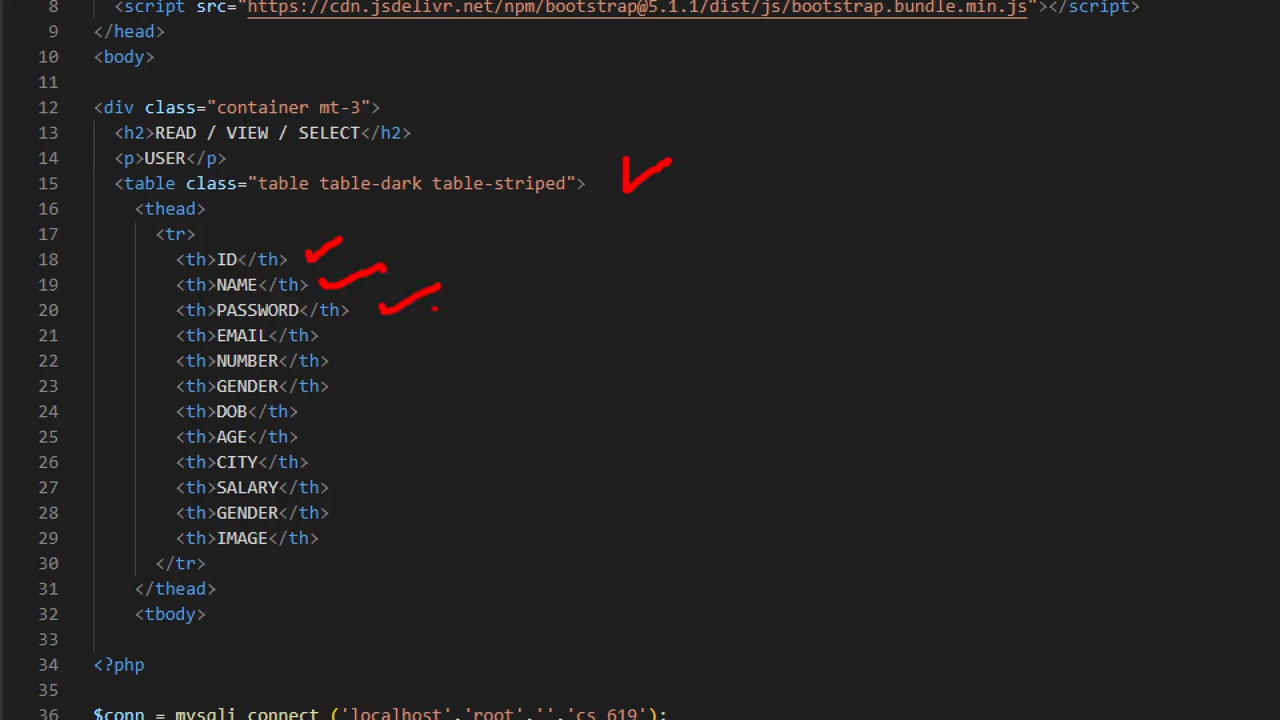 8 <script src="https://cdn.jsdelivr.net/npm/bootstrap@5.1.1/dist/js/bootstrap.bundle.min.js"></script>
9 </head>
10 <body>
11
12 <div class="container mt-3">
13 <h2>READ / VIEW / SELECT</h2>
14 <p>USER</p>
15 <table class="table table-dark table-striped">
16 <thead>
17 <tr>
18 <th>ID</th>
19 <th>NAME</th>
20 <th>PASSWORD</th>
21 <th>EMAIL</th>
22 <th>NUMBER</th>
23 <th>GENDER</th>
24 <th>DOB</th>
25 <th>AGE</th>
26 <th>CITY</th>
27 <th>SALARY</th>
28 <th>GENDER</th>
29 <th>IMAGE</th>
30 </tr>
31 </thead>
32 <tbody>
33
34 <?php
35
36 $conn = mysqli_connect ('localhost','root','','cs_619');